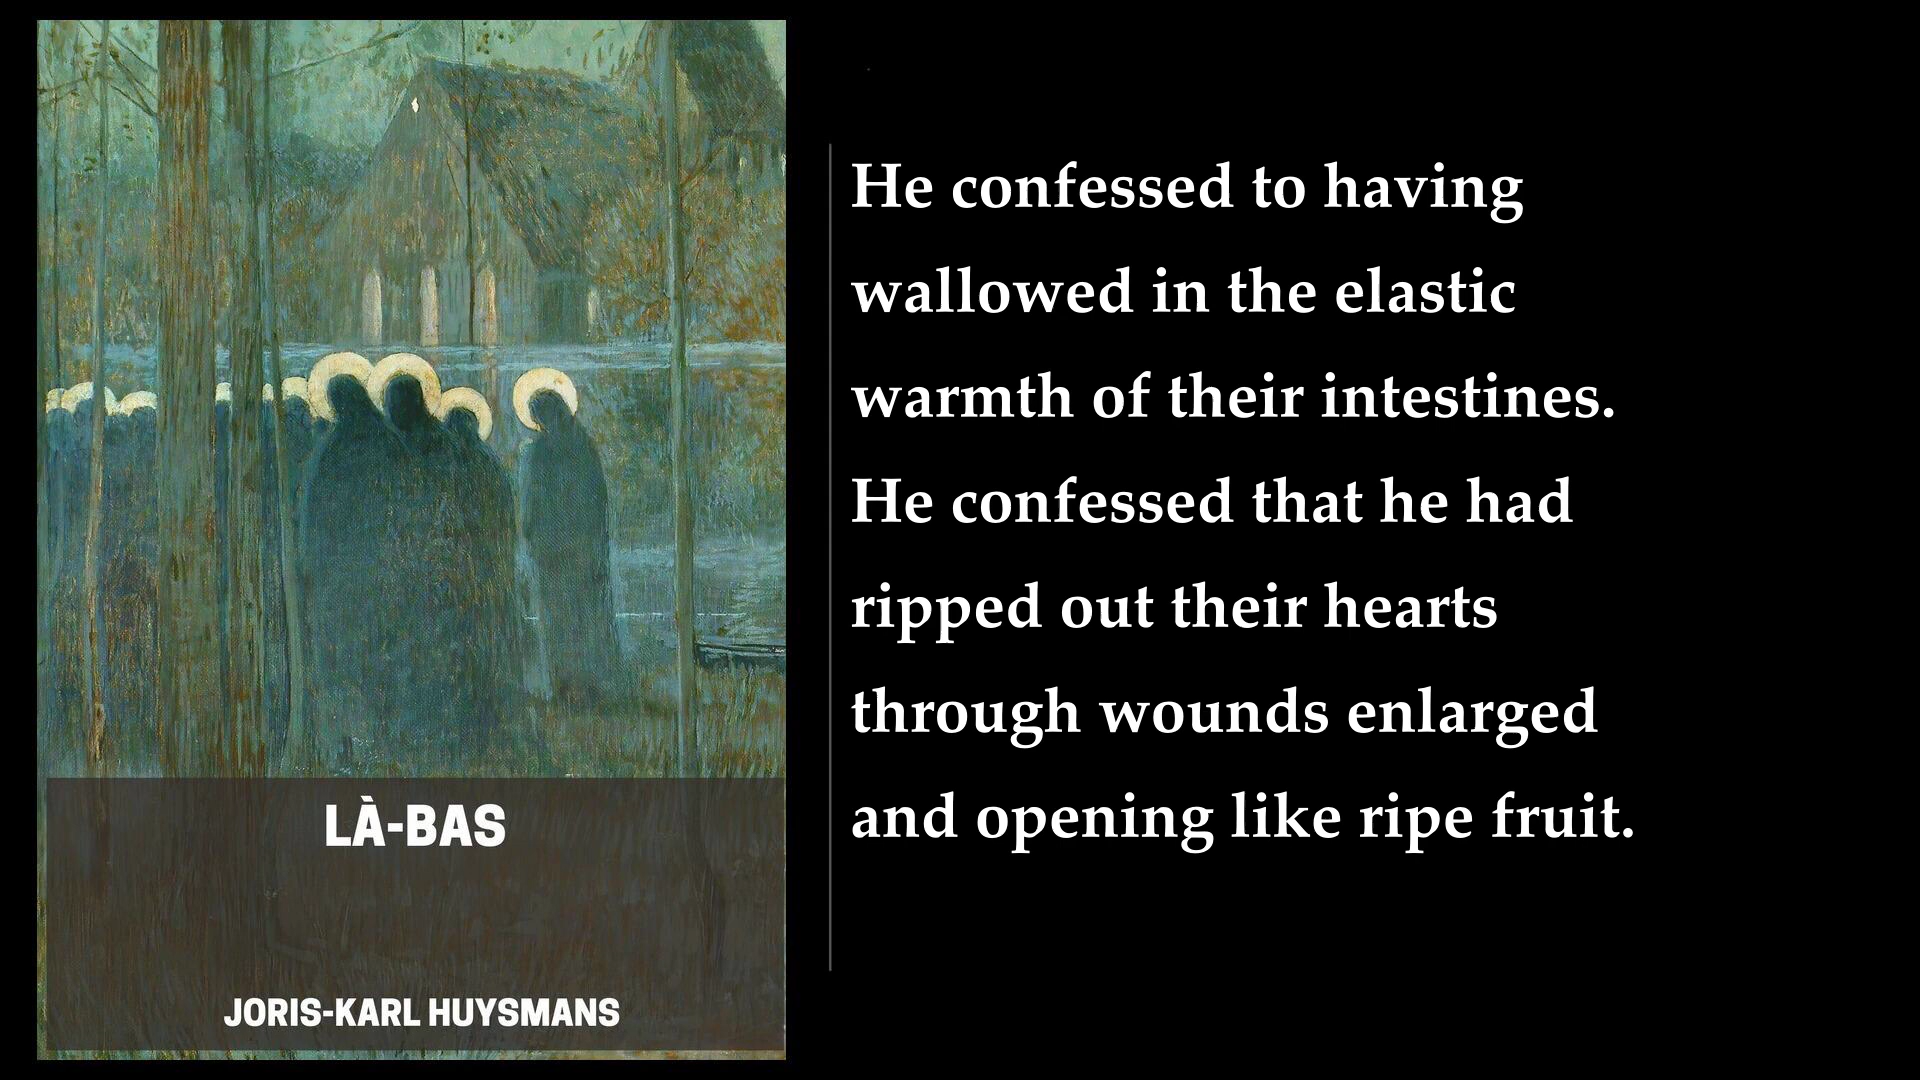 LÀ-BAS
JORIS-KARL HUYSMANS
He confessed to having
wallowed in the elastic
warmth of their intestines.
He confessed that he had
ripped out their hearts
through wounds enlarged
and opening like ripe fruit.